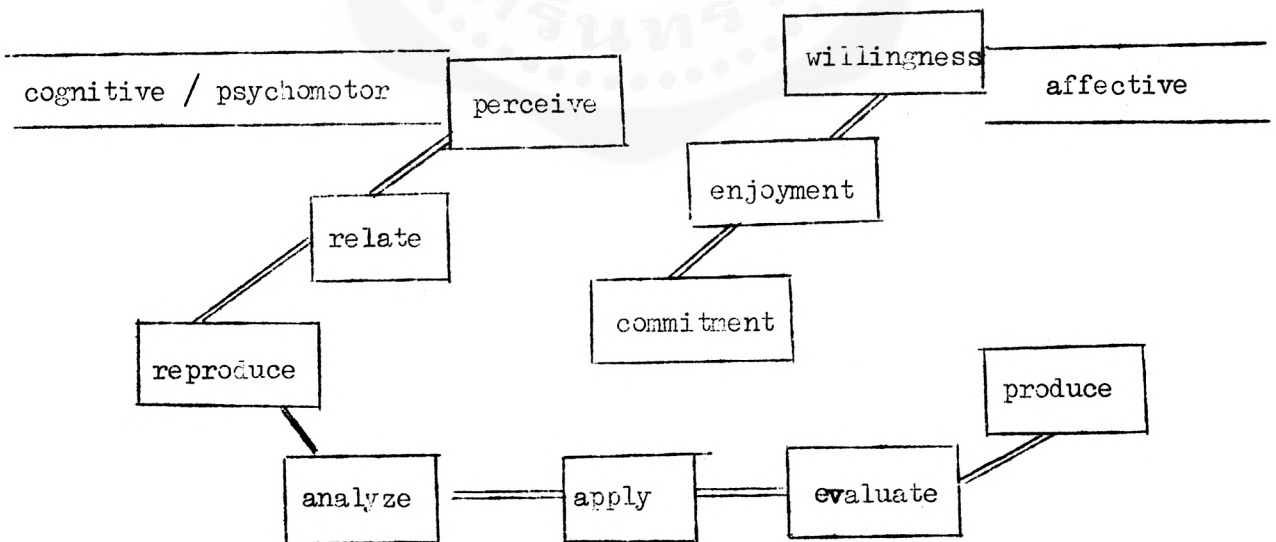 willingness
cognitive / psychomotor
perceive
affective
enjoyment
relate
commitment
reproduce
produce
analyze
apply
evaluate